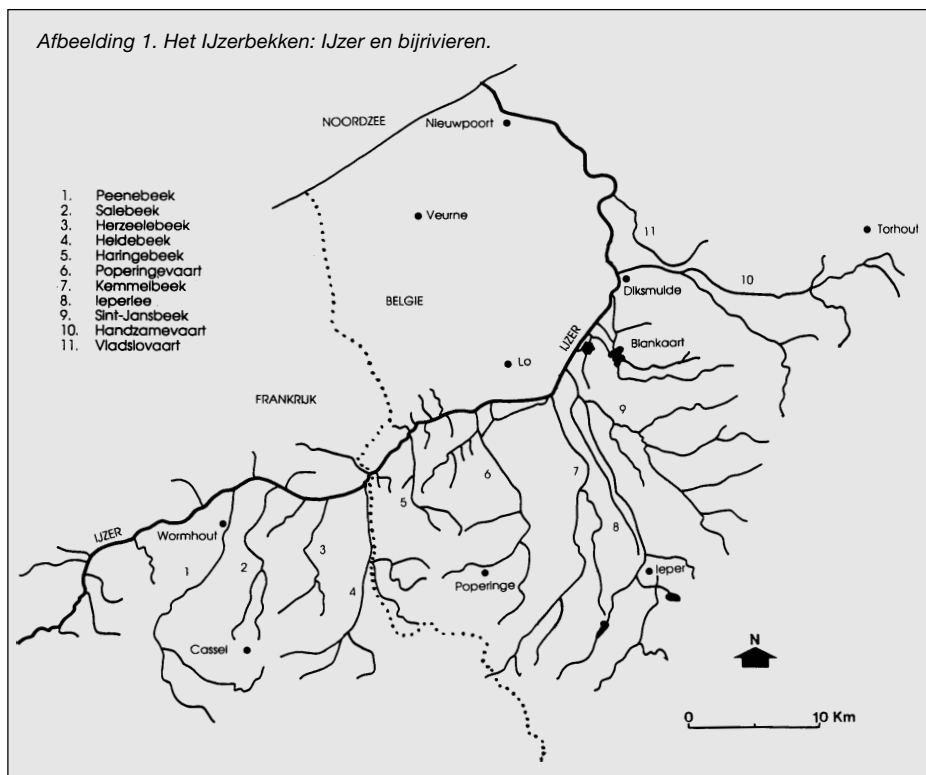 Afbeelding 1. Het IJzerbekken: IJzer en bijrivieren.
NOORDZEE
Nieuwpoort
1. Peenebeek
2. Salebeek
3. Herzeelebeek
4. Heidebeek
5. Haringebeek
6. Poperingevaart
7. Kemmelbeek
8. Ieperlee
9. Sint-Jansbeek
10. Handzamevaart
11. Vladslovaart
Veurne
11
Torhout
10
BELGIE
Diksmulde
IJZER
Blankaart
Lo
FRANKRIJK
9
6
7
5
IJZER
Wormhout
8
3
1
2
Ieper
Poperinge
4
Cassel
N
0 10 Km